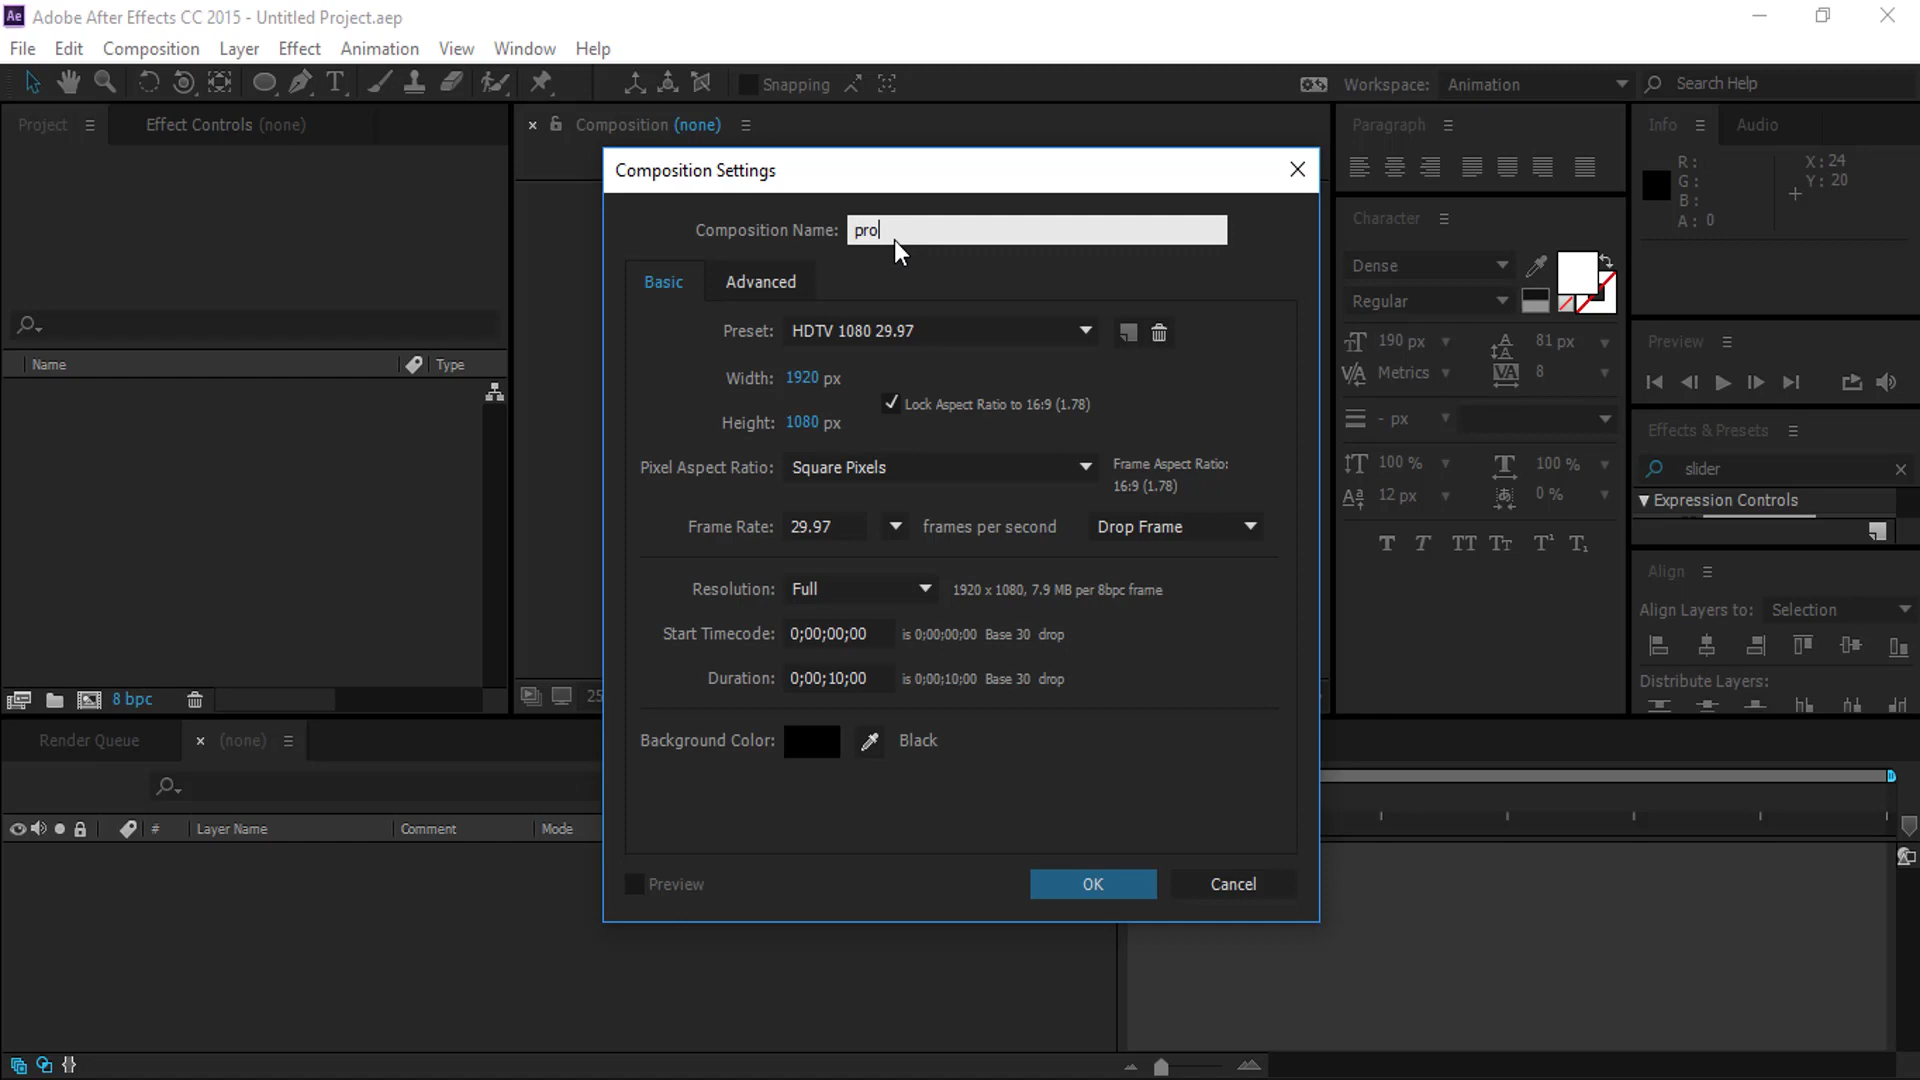 Ae Adobe After Effects CC 2015 - Untitled Project.aep
File Edit Composition Layer Effect Animation View Window Help
Snapping
Workspace: Animation
Search Help
Project
Effect Controls (none)
Composition (none)
Composition Settings
Composition Name: pro
Basic Advanced
Preset: HDTV 1080 29.97
Width: 1920 px
Lock Aspect Ratio to 16:9 (1.78)
Height: 1080 px
Pixel Aspect Ratio: Square Pixels
Frame Aspect Ratio:
16:9 (1.78)
Frame Rate: 29.97 frames per second Drop Frame
Resolution: Full 1920 x 1080, 7.9 MB per 8bpc frame
Start Timecode: 0;00;00;00 is 0;00;00;00 Base 30 drop
Duration: 0;00;10;00 is 0;00;10;00 Base 30 drop
Background Color: Black
Preview
OK Cancel
Name Type
8 bpc
25
Render Queue
(none)
# Layer Name Comment Mode
Paragraph
Character
Dense
Regular
190 px 81 px
Metrics 8
- px
100 % 100 %
12 px 0 %
T T TT Tt T¹ T₁
Info Audio
R: X: 24
G: Y: 20
B:
A: 0
Preview
Effects & Presets
slider
Expression Controls
Align
Align Layers to: Selection
Distribute Layers: